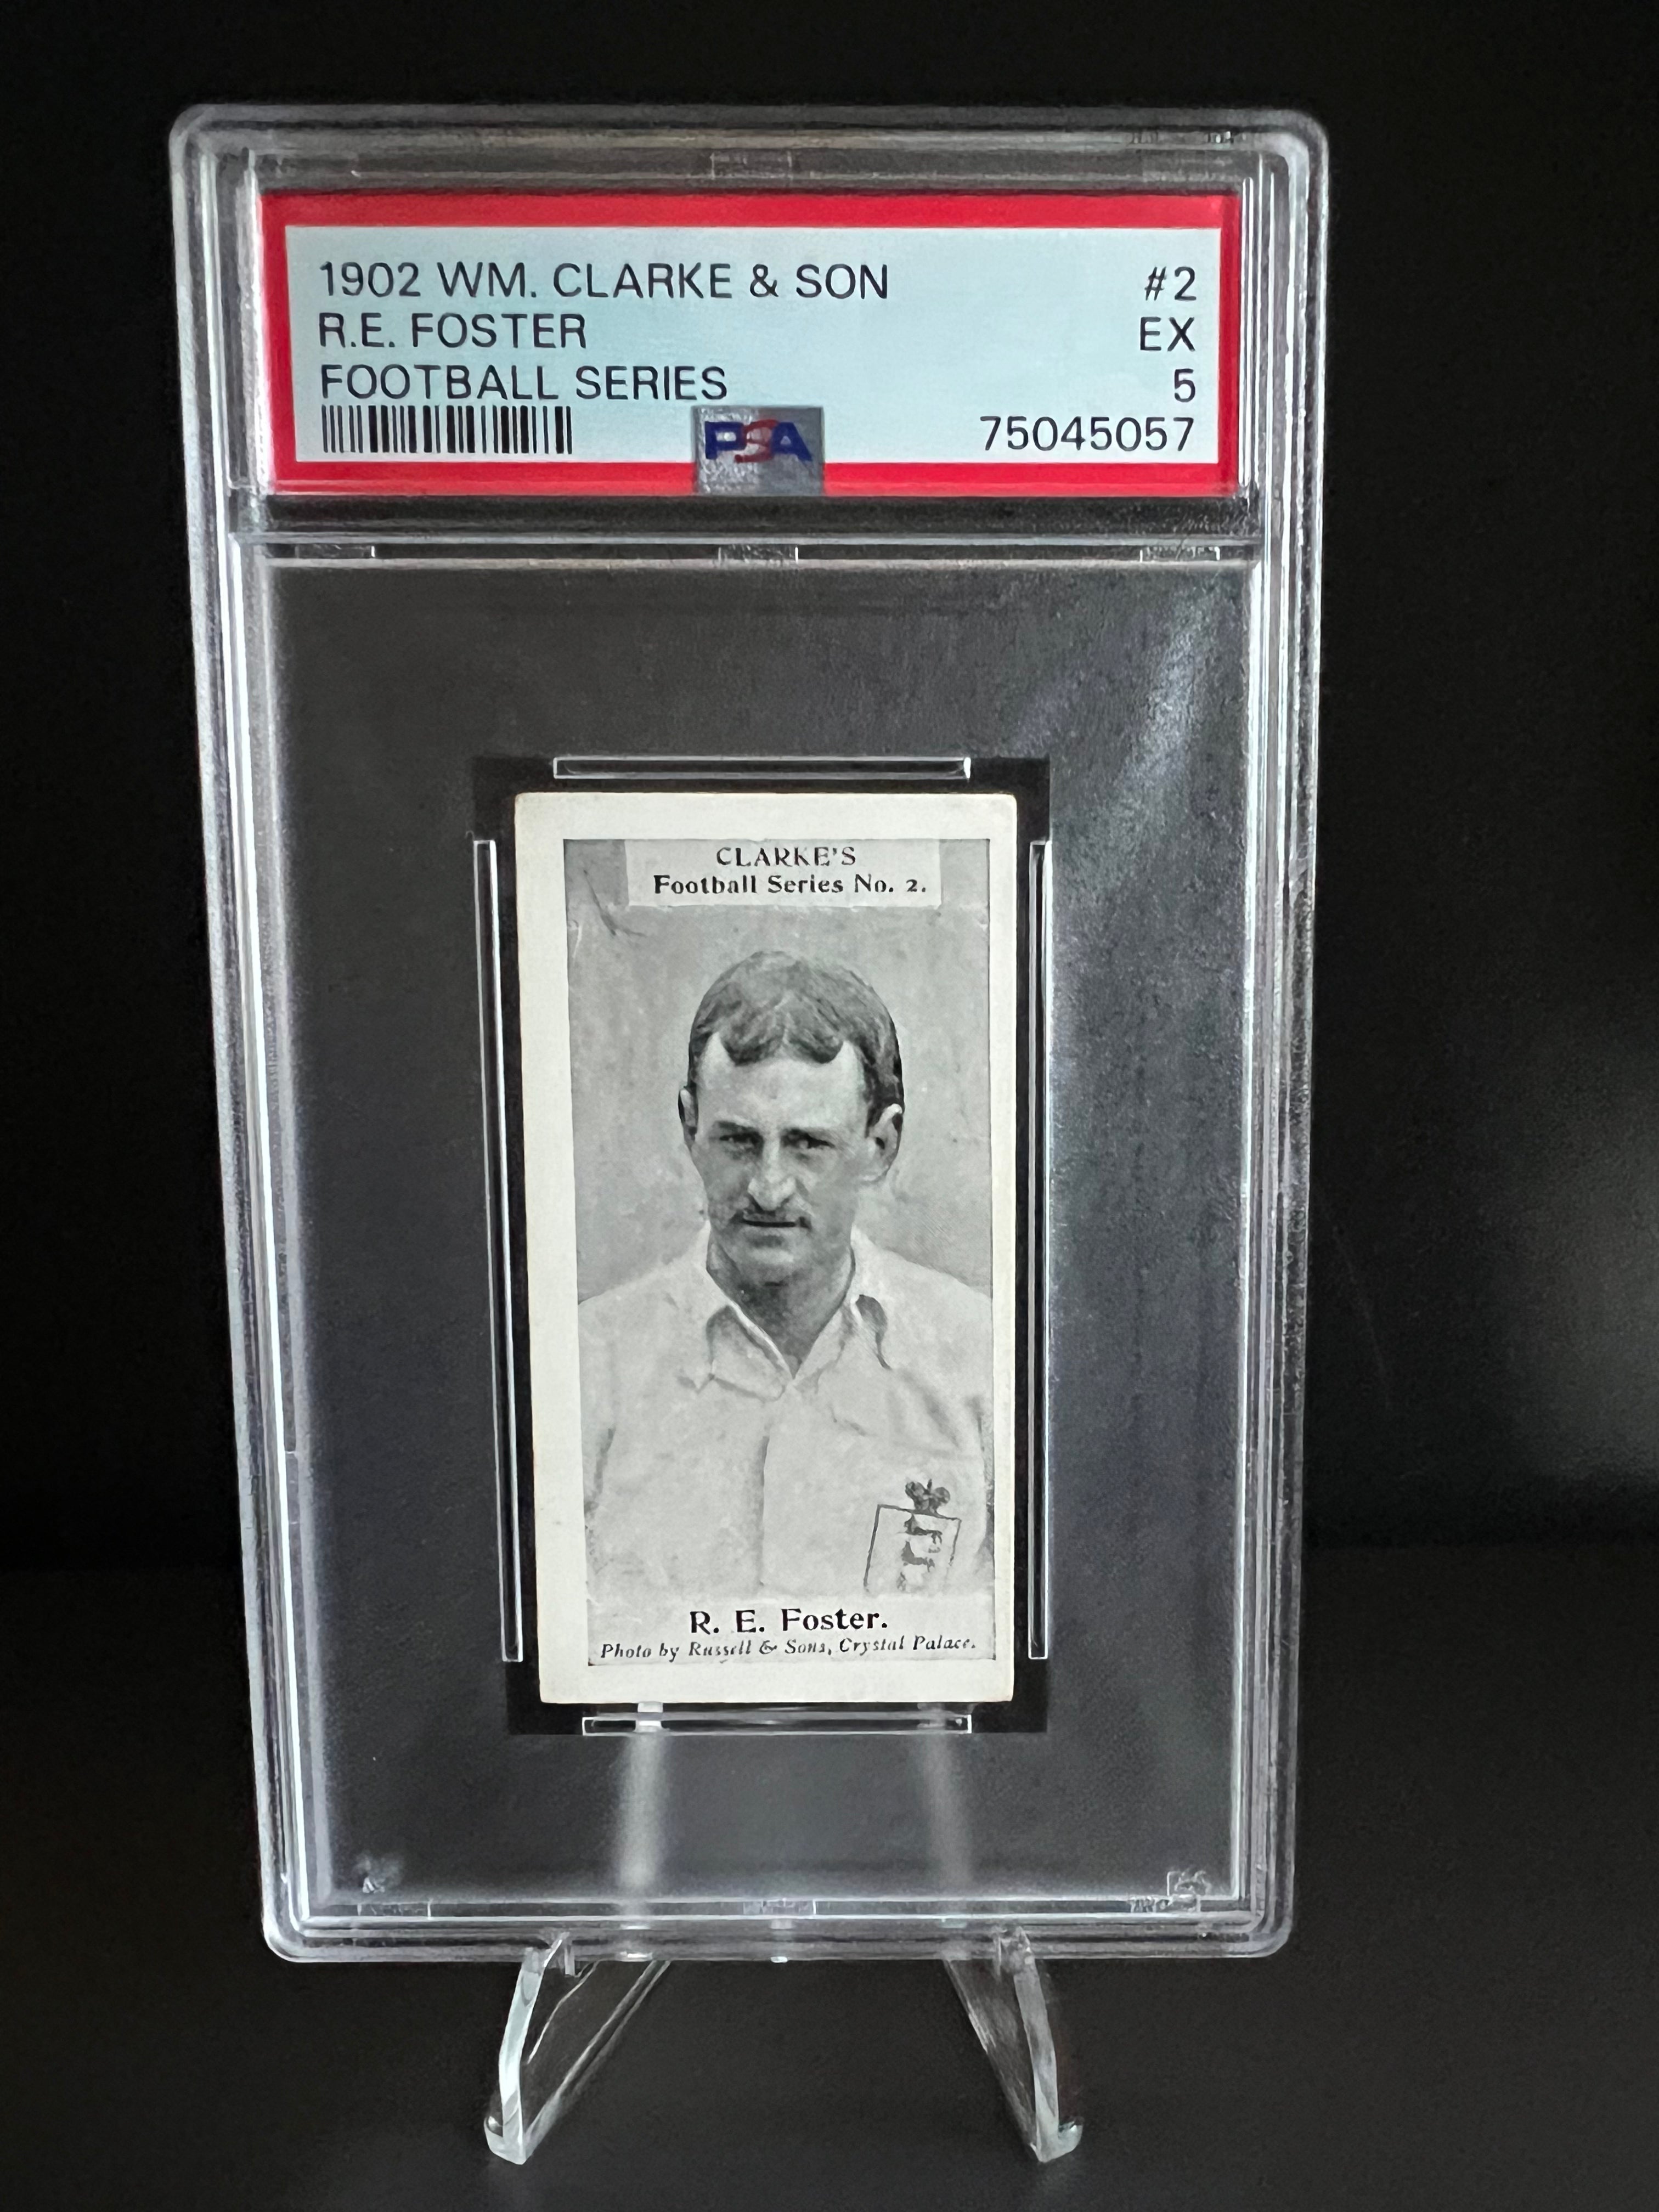 1902 WM. CLARKE & SON #2
R.E. FOSTER EX
FOOTBALL SERIES 5
PSA 75045057
CLARKE'S
Football Series No. 2.
R. E. Foster.
Photo by Russell & Sons, Crystal Palace.